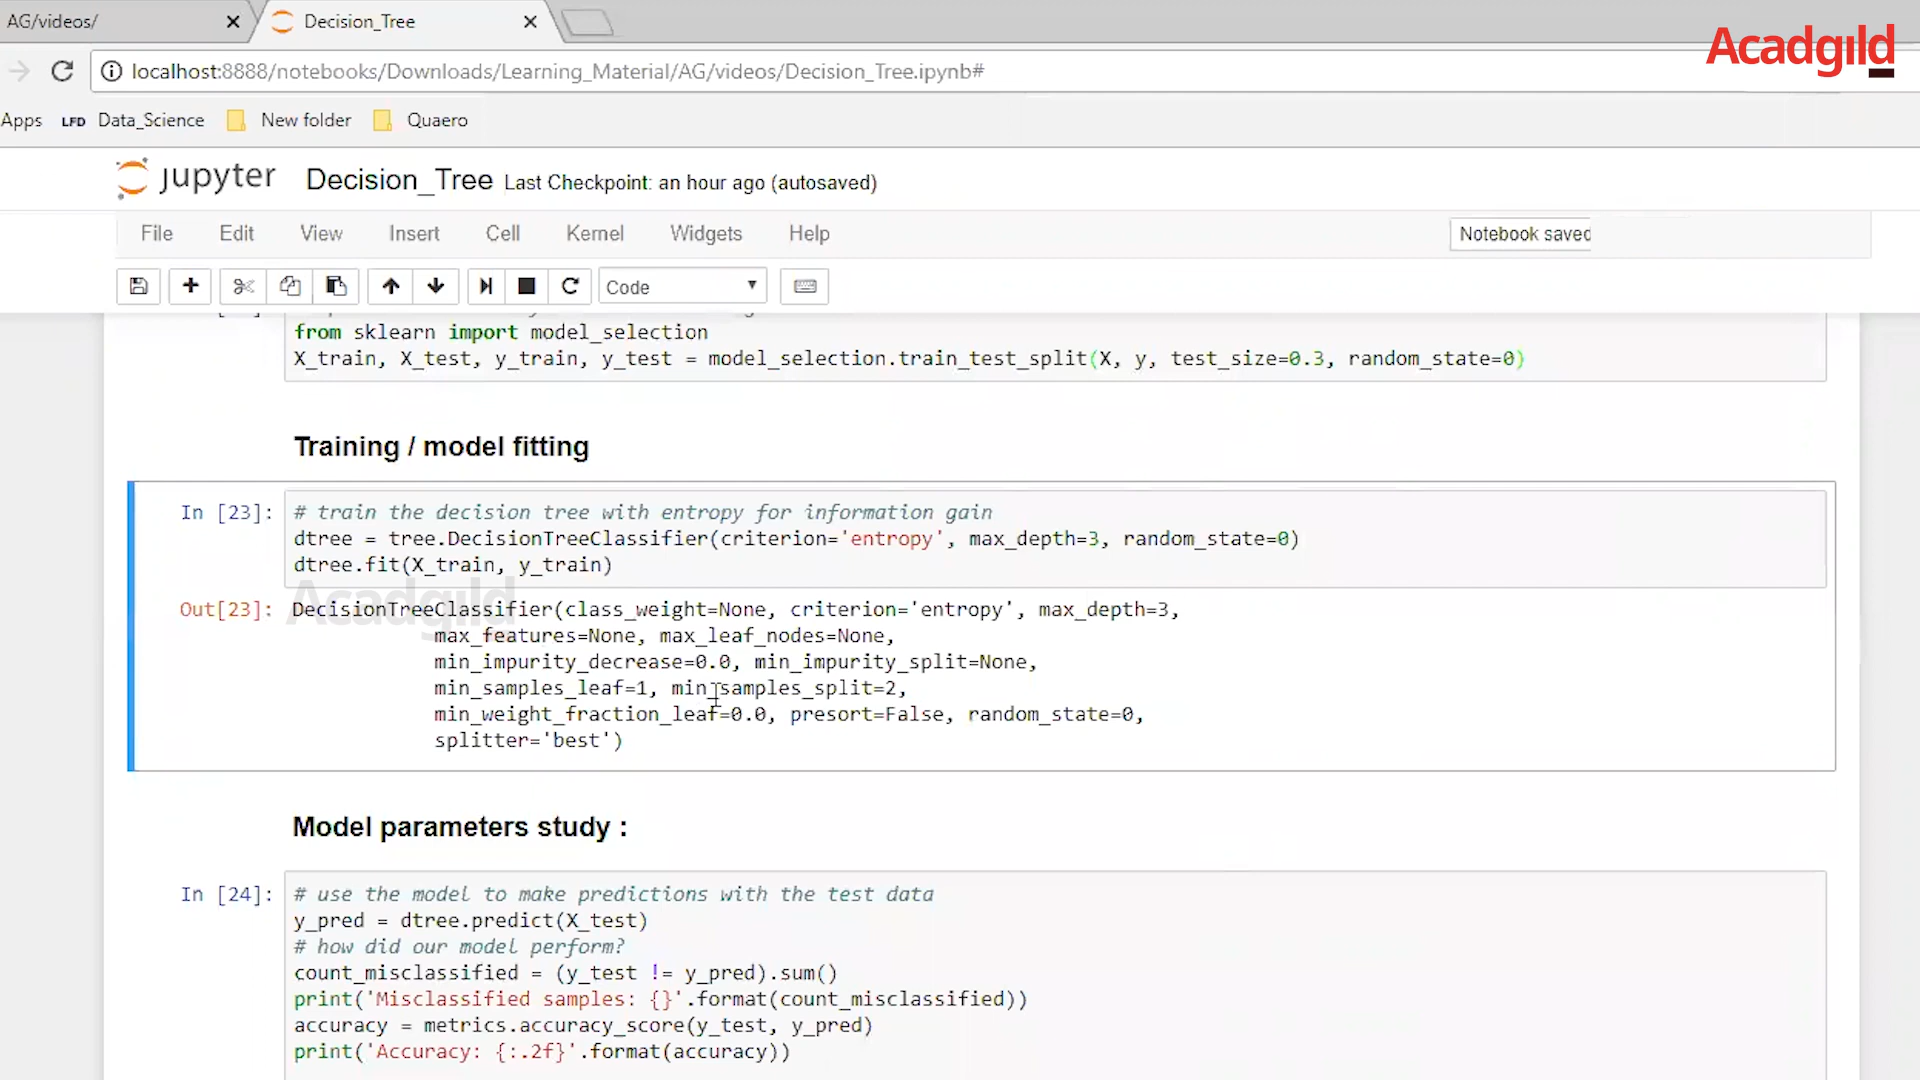 AG/videos/
Decision_Tree
Acadgıld
localhost:8888/notebooks/Downloads/Learning_Material/AG/videos/Decision_Tree.ipynb#
Apps LFD Data_Science New folder Quaero
jupyter Decision_Tree Last Checkpoint: an hour ago (autosaved)
File Edit View Insert Cell Kernel Widgets Help Notebook saved
Code
from sklearn import model_selection
X_train, X_test, y_train, y_test = model_selection.train_test_split(X, y, test_size=0.3, random_state=0)
Training / model fitting
In [23]: # train the decision tree with entropy for information gain
dtree = tree.DecisionTreeClassifier(criterion='entropy', max_depth=3, random_state=0)
dtree.fit(X_train, y_train)
Acadgıld
Out[23]: DecisionTreeClassifier(class_weight=None, criterion='entropy', max_depth=3,
max_features=None, max_leaf_nodes=None,
min_impurity_decrease=0.0, min_impurity_split=None,
min_samples_leaf=1, min_samples_split=2,
min_weight_fraction_leaf=0.0, presort=False, random_state=0,
splitter='best')
Model parameters study :
In [24]: # use the model to make predictions with the test data
y_pred = dtree.predict(X_test)
# how did our model perform?
count_misclassified = (y_test != y_pred).sum()
print('Misclassified samples: {}'.format(count_misclassified))
accuracy = metrics.accuracy_score(y_test, y_pred)
print('Accuracy: {:.2f}'.format(accuracy))